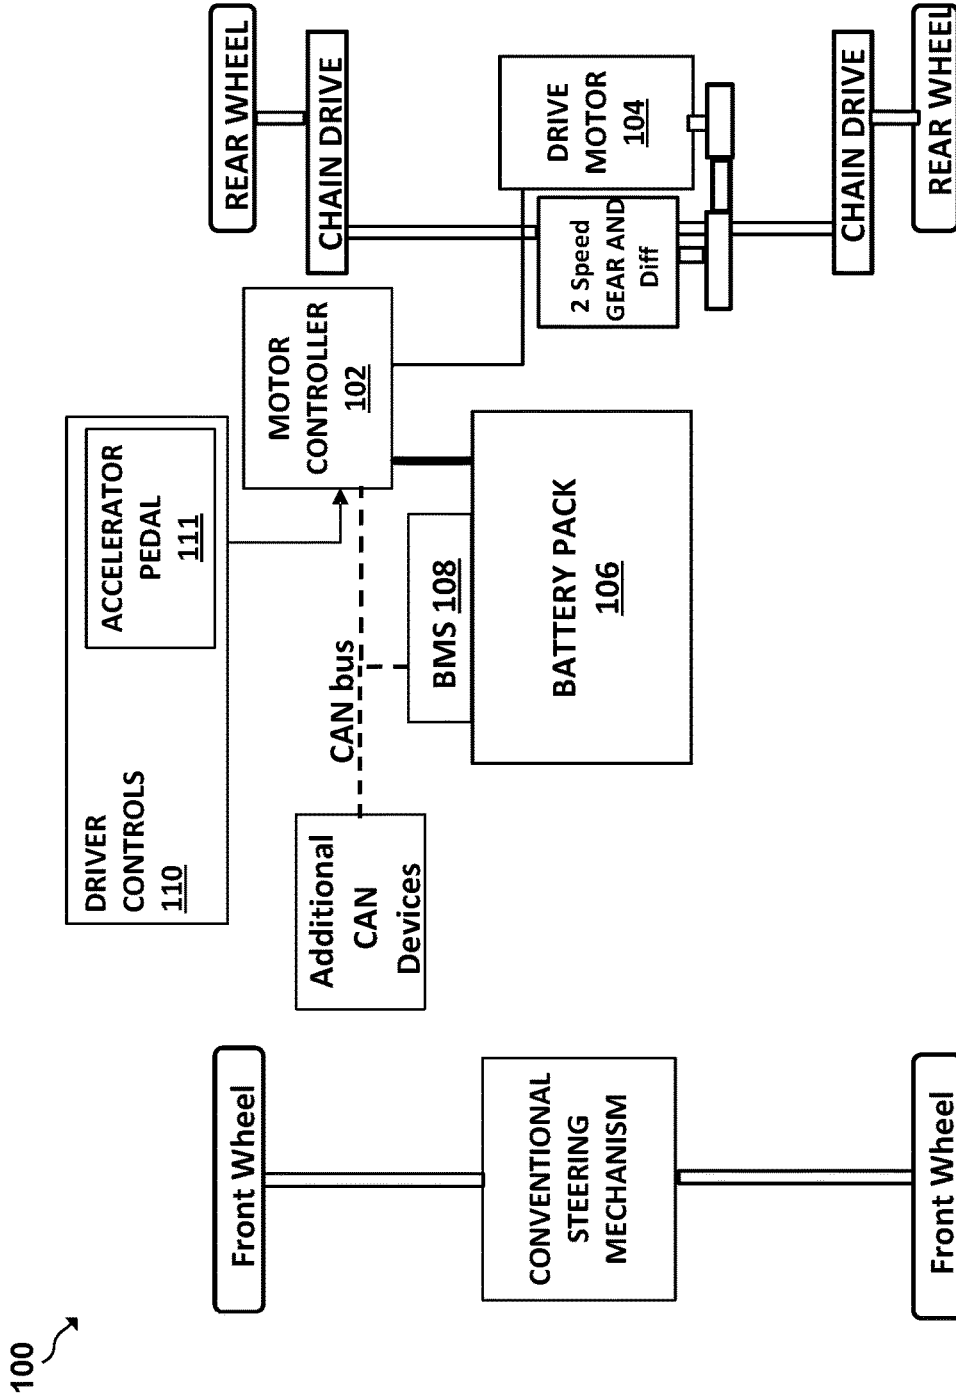 100
Front Wheel
CONVENTIONAL
STEERING
MECHANISM
Front Wheel
DRIVER
CONTROLS
110
ACCELERATOR
PEDAL
111
Additional
CAN
Devices
CAN bus
BMS 108
BATTERY PACK
106
MOTOR
CONTROLLER
102
REAR WHEEL
CHAIN DRIVE
DRIVE
MOTOR
104
2 Speed
GEAR AND
Diff
CHAIN DRIVE
REAR WHEEL